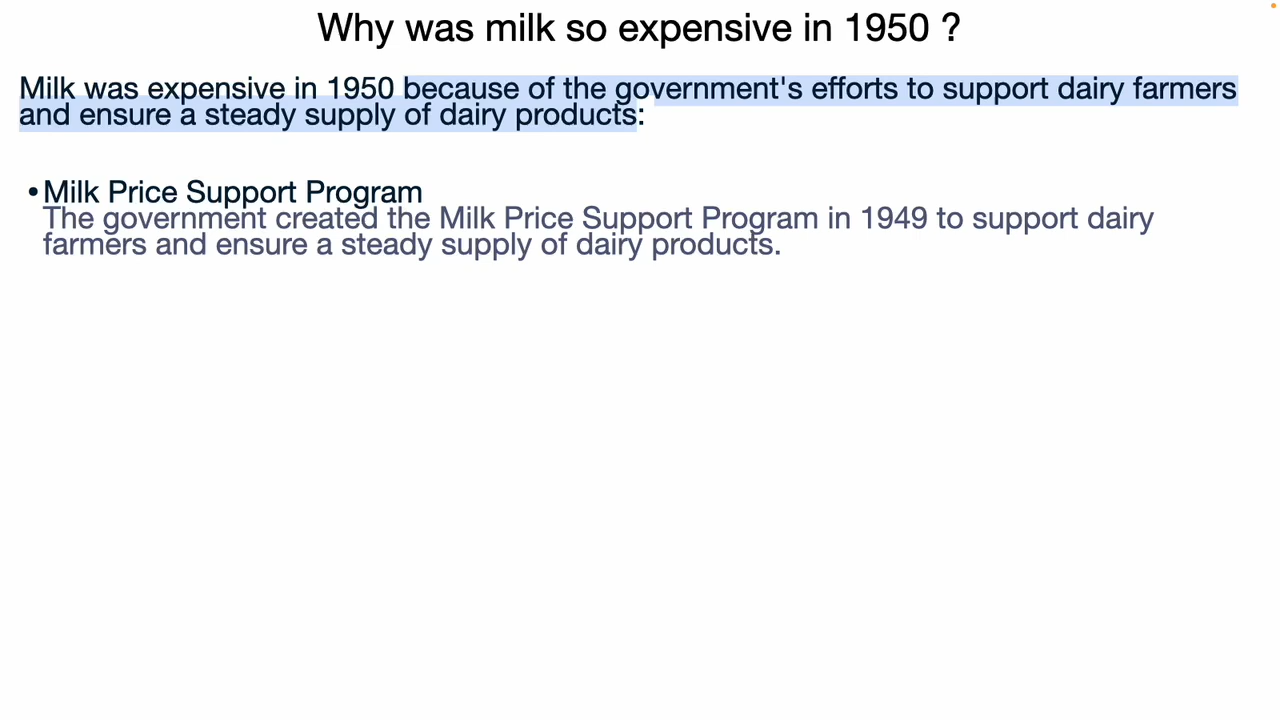 Why was milk so expensive in 1950 ?
Milk was expensive in 1950 because of the government's efforts to support dairy farmers
and ensure a steady supply of dairy products:
• Milk Price Support Program
The government created the Milk Price Support Program in 1949 to support dairy
farmers and ensure a steady supply of dairy products.